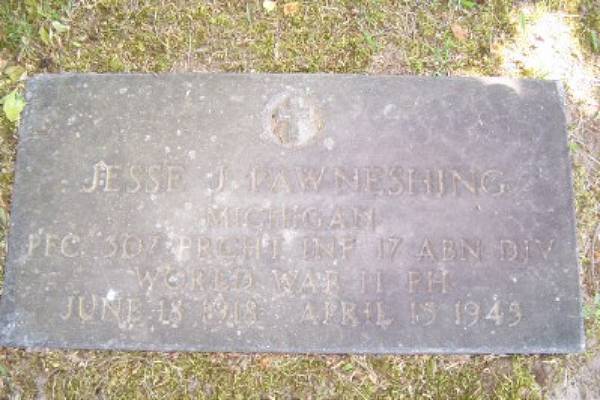 JESSE J PAWNESHING
MICHIGAN
PFC 507 PRCHT INF 17 ABN DIV
WORLD WAR II PH
JUNE 18 1918 APRIL 15 1945